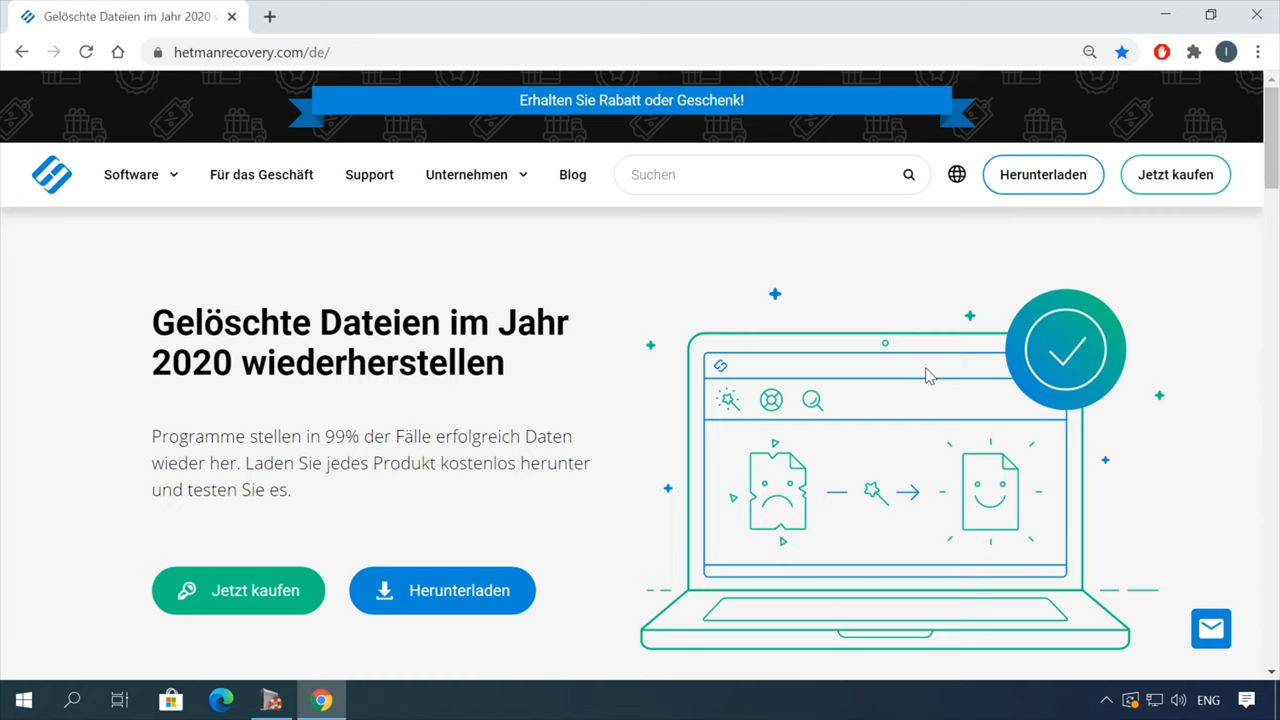 Gelöschte Dateien im Jahr 2020
hetmanrecovery.com/de/
I
Erhalten Sie Rabatt oder Geschenk!
Software
Für das Geschäft
Support
Unternehmen
Blog
Suchen
Herunterladen
Jetzt kaufen
Gelöschte Dateien im Jahr
2020 wiederherstellen
Programme stellen in 99% der Fälle erfolgreich Daten
wieder her. Laden Sie jedes Produkt kostenlos herunter
und testen Sie es.
Jetzt kaufen
Herunterladen
ENG